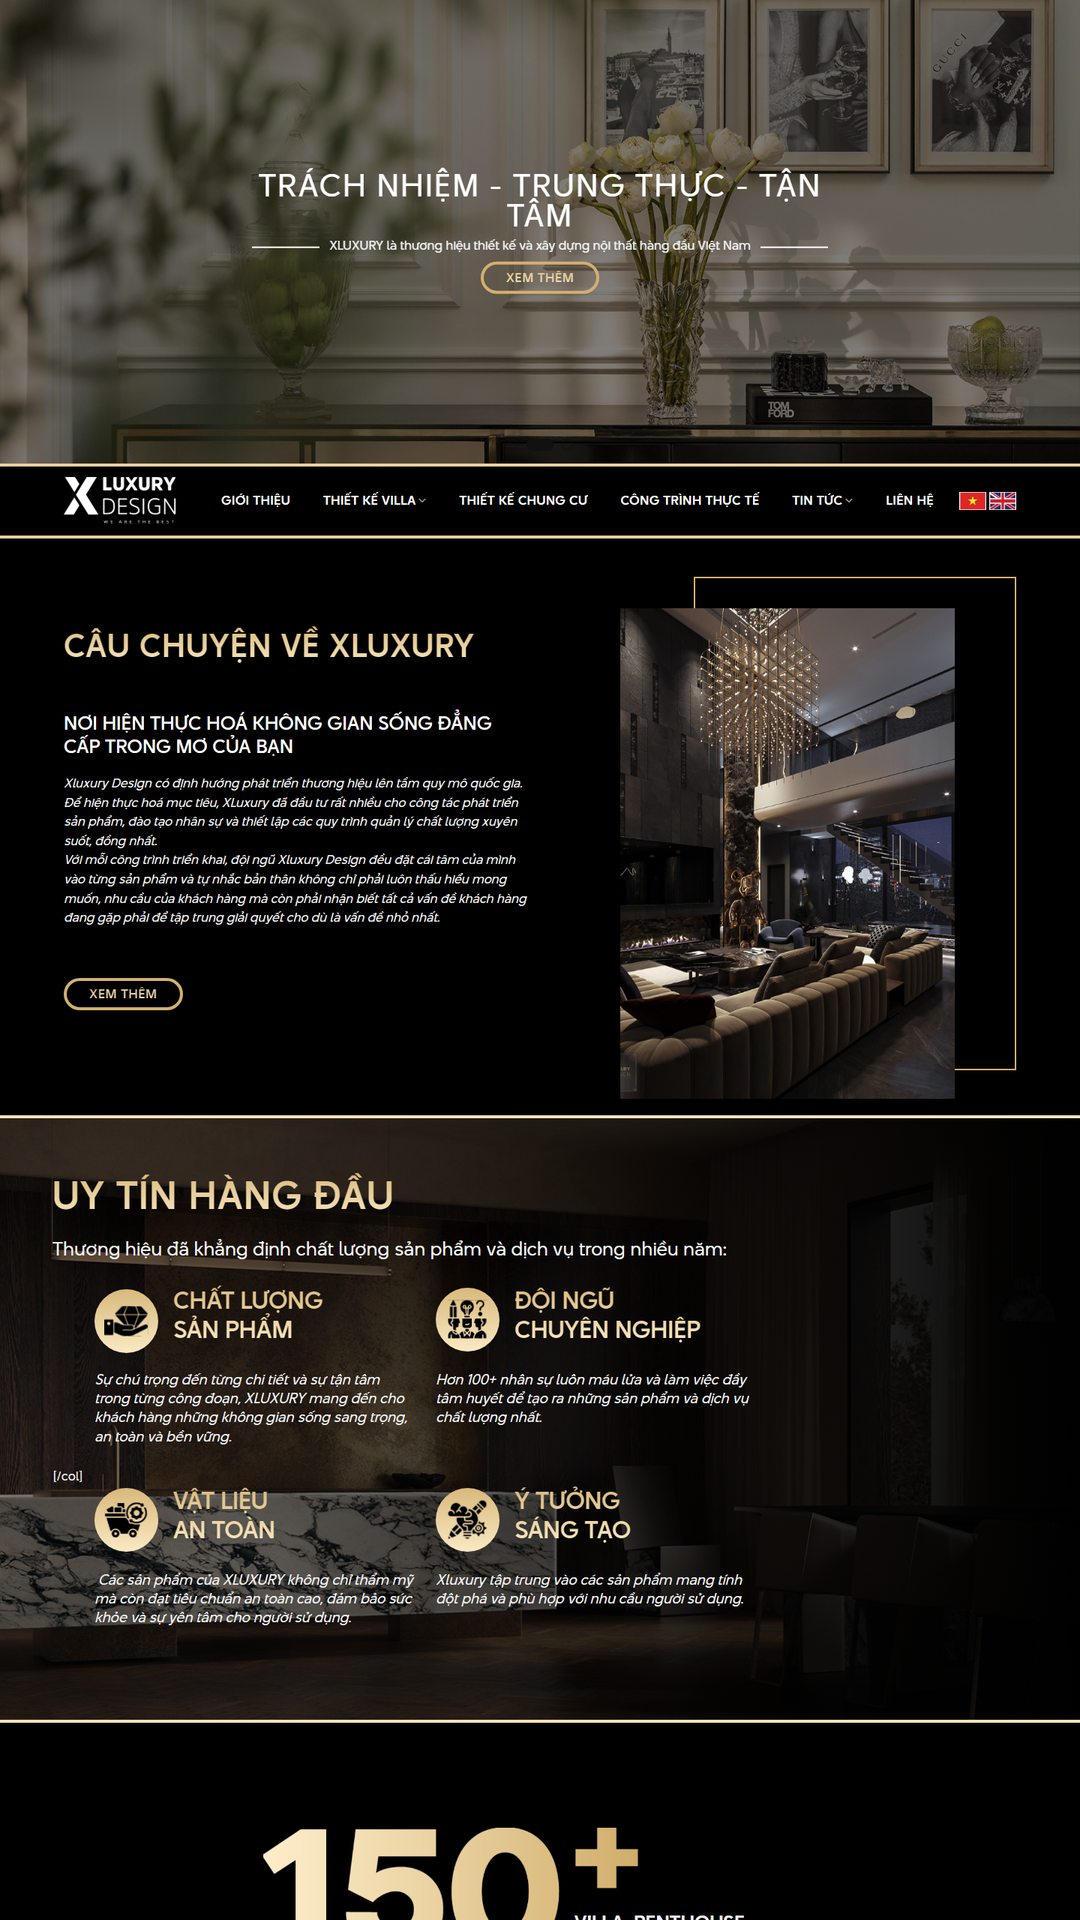 GUCCI
TRÁCH NHIỆM - TRUNG THỰC - TẬN
TÂM
XLUXURY là thương hiệu thiết kế và xây dựng nội thất hàng đầu Việt Nam
XEM THÊM
TOM
FORD
X LUXURY
DESIGN
WE ARE THE BEST
GIỚI THIỆU THIẾT KẾ VILLA THIẾT KẾ CHUNG CƯ CÔNG TRÌNH THỰC TẾ TIN TỨC LIÊN HỆ
CÂU CHUYỆN VỀ XLUXURY
NƠI HIỆN THỰC HOÁ KHÔNG GIAN SỐNG ĐẲNG
CẤP TRONG MƠ CỦA BẠN
Xluxury Design có định hướng phát triển thương hiệu lên tầm quy mô quốc gia.
Để hiện thực hoá mục tiêu, XLuxury đã đầu tư rất nhiều cho công tác phát triển
sản phẩm, đào tạo nhân sự và thiết lập các quy trình quản lý chất lượng xuyên
suốt, đồng nhất.
Với mỗi công trình triển khai, đội ngũ Xluxury Design đều đặt cái tâm của mình
vào từng sản phẩm và tự nhắc bản thân không chỉ phải luôn thấu hiểu mong
muốn, nhu cầu của khách hàng mà còn phải nhận biết tất cả vấn đề khách hàng
đang gặp phải để tập trung giải quyết cho dù là vấn đề nhỏ nhất.
XEM THÊM
UY TÍN HÀNG ĐẦU
Thương hiệu đã khẳng định chất lượng sản phẩm và dịch vụ trong nhiều năm:
CHẤT LƯỢNG
SẢN PHẨM
Sự chú trọng đến từng chi tiết và sự tận tâm
trong từng công đoạn, XLUXURY mang đến cho
khách hàng những không gian sống sang trọng,
an toàn và bền vững.
ĐỘI NGŨ
CHUYÊN NGHIỆP
Hơn 100+ nhân sự luôn máu lửa và làm việc đầy
tâm huyết để tạo ra những sản phẩm và dịch vụ
chất lượng nhất.
[/col]
VẬT LIỆU
AN TOÀN
Các sản phẩm của XLUXURY không chỉ thẩm mỹ
mà còn đạt tiêu chuẩn an toàn cao, đảm bảo sức
khỏe và sự yên tâm cho người sử dụng.
Ý TƯỞNG
SÁNG TẠO
Xluxury tập trung vào các sản phẩm mang tính
đột phá và phù hợp với nhu cầu người sử dụng.
150+
VILLA, PENTHOUSE